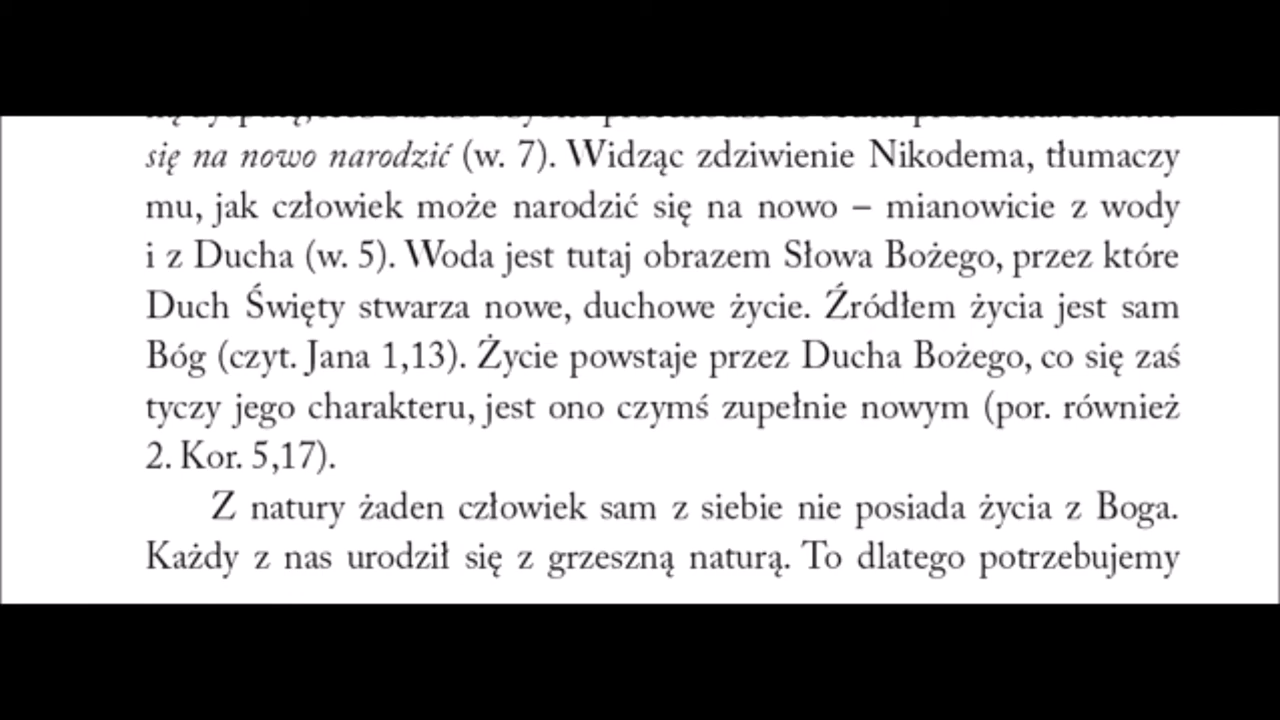 się na nowo narodzić (w. 7). Widząc zdziwienie Nikodema, tłumaczy
mu, jak człowiek może narodzić się na nowo – mianowicie z wody
i z Ducha (w. 5). Woda jest tutaj obrazem Słowa Bożego, przez które
Duch Święty stwarza nowe, duchowe życie. Źródłem życia jest sam
Bóg (czyt. Jana 1,13). Życie powstaje przez Ducha Bożego, co się zaś
tyczy jego charakteru, jest ono czymś zupełnie nowym (por. również
2. Kor. 5,17).
Z natury żaden człowiek sam z siebie nie posiada życia z Boga.
Każdy z nas urodził się z grzeszną naturą. To dlatego potrzebujemy